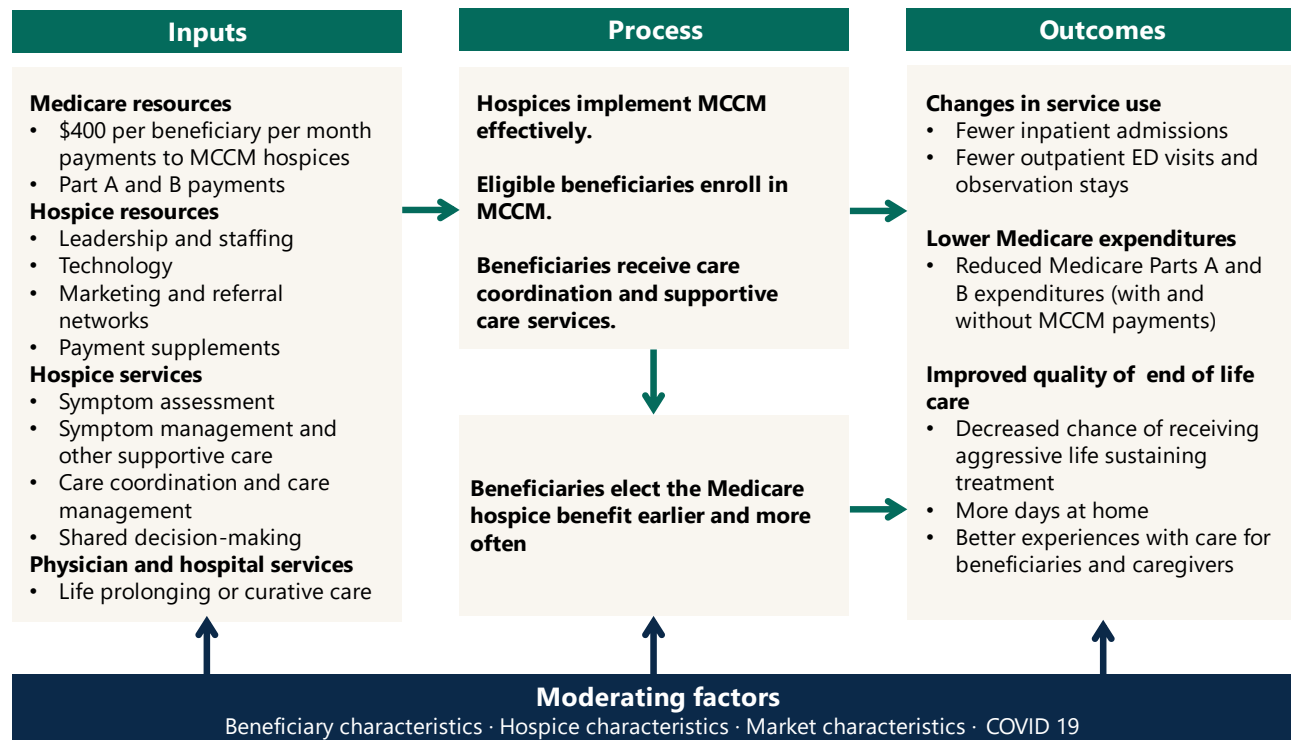 Inputs
Medicare resources
• $400 per beneficiary per month
payments to MCCM hospices
• Part A and B payments
Hospice resources
• Leadership and staffing
• Technology
• Marketing and referral
networks
• Payment supplements
Hospice services
• Symptom assessment
• Symptom management and
other supportive care
• Care coordination and care
management
• Shared decision-making
Physician and hospital services
• Life prolonging or curative care
Process
Hospices implement MCCM
effectively.
Eligible beneficiaries enroll in
MCCM.
Beneficiaries receive care
coordination and supportive
care services.
Beneficiaries elect the Medicare
hospice benefit earlier and more
often
Outcomes
Changes in service use
• Fewer inpatient admissions
• Fewer outpatient ED visits and
observation stays
Lower Medicare expenditures
• Reduced Medicare Parts A and
B expenditures (with and
without MCCM payments)
Improved quality of end of life
care
• Decreased chance of receiving
aggressive life sustaining
treatment
• More days at home
• Better experiences with care for
beneficiaries and caregivers
Moderating factors
Beneficiary characteristics · Hospice characteristics · Market characteristics · COVID 19